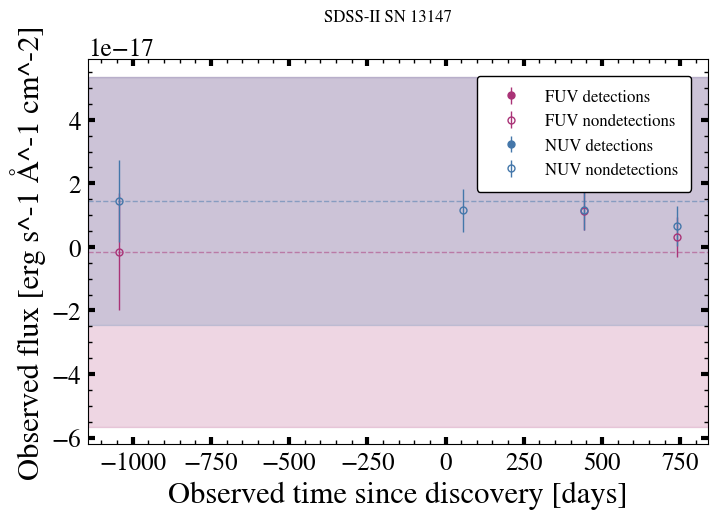 SDSS-II SN 13147
1e−17
FUV detections
FUV nondetections
NUV detections
NUV nondetections
4
2
0
−2
−4
−6
Observed flux [erg s^-1 Å^-1 cm^-2]
−1000 −750 −500 −250 0 250 500 750
Observed time since discovery [days]